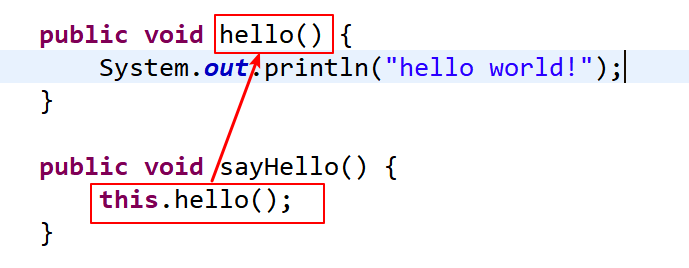 public void hello() {
    System.out.println("hello world!");
}
public void sayHello() {
    this.hello();
}